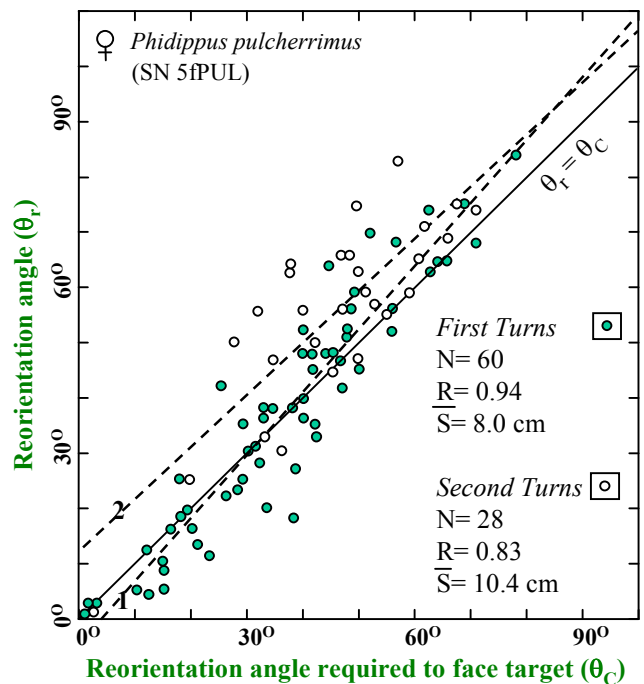 ♀ Phidippus pulcherrimus
(SN 5fPUL)
90°
60°
30°
0°
Reorientation angle (θr)
θr = θC
First Turns
N= 60
R= 0.94
S̅= 8.0 cm
Second Turns
N= 28
R= 0.83
S̅= 10.4 cm
2
1
0°
30°
60°
90°
Reorientation angle required to face target (θC)